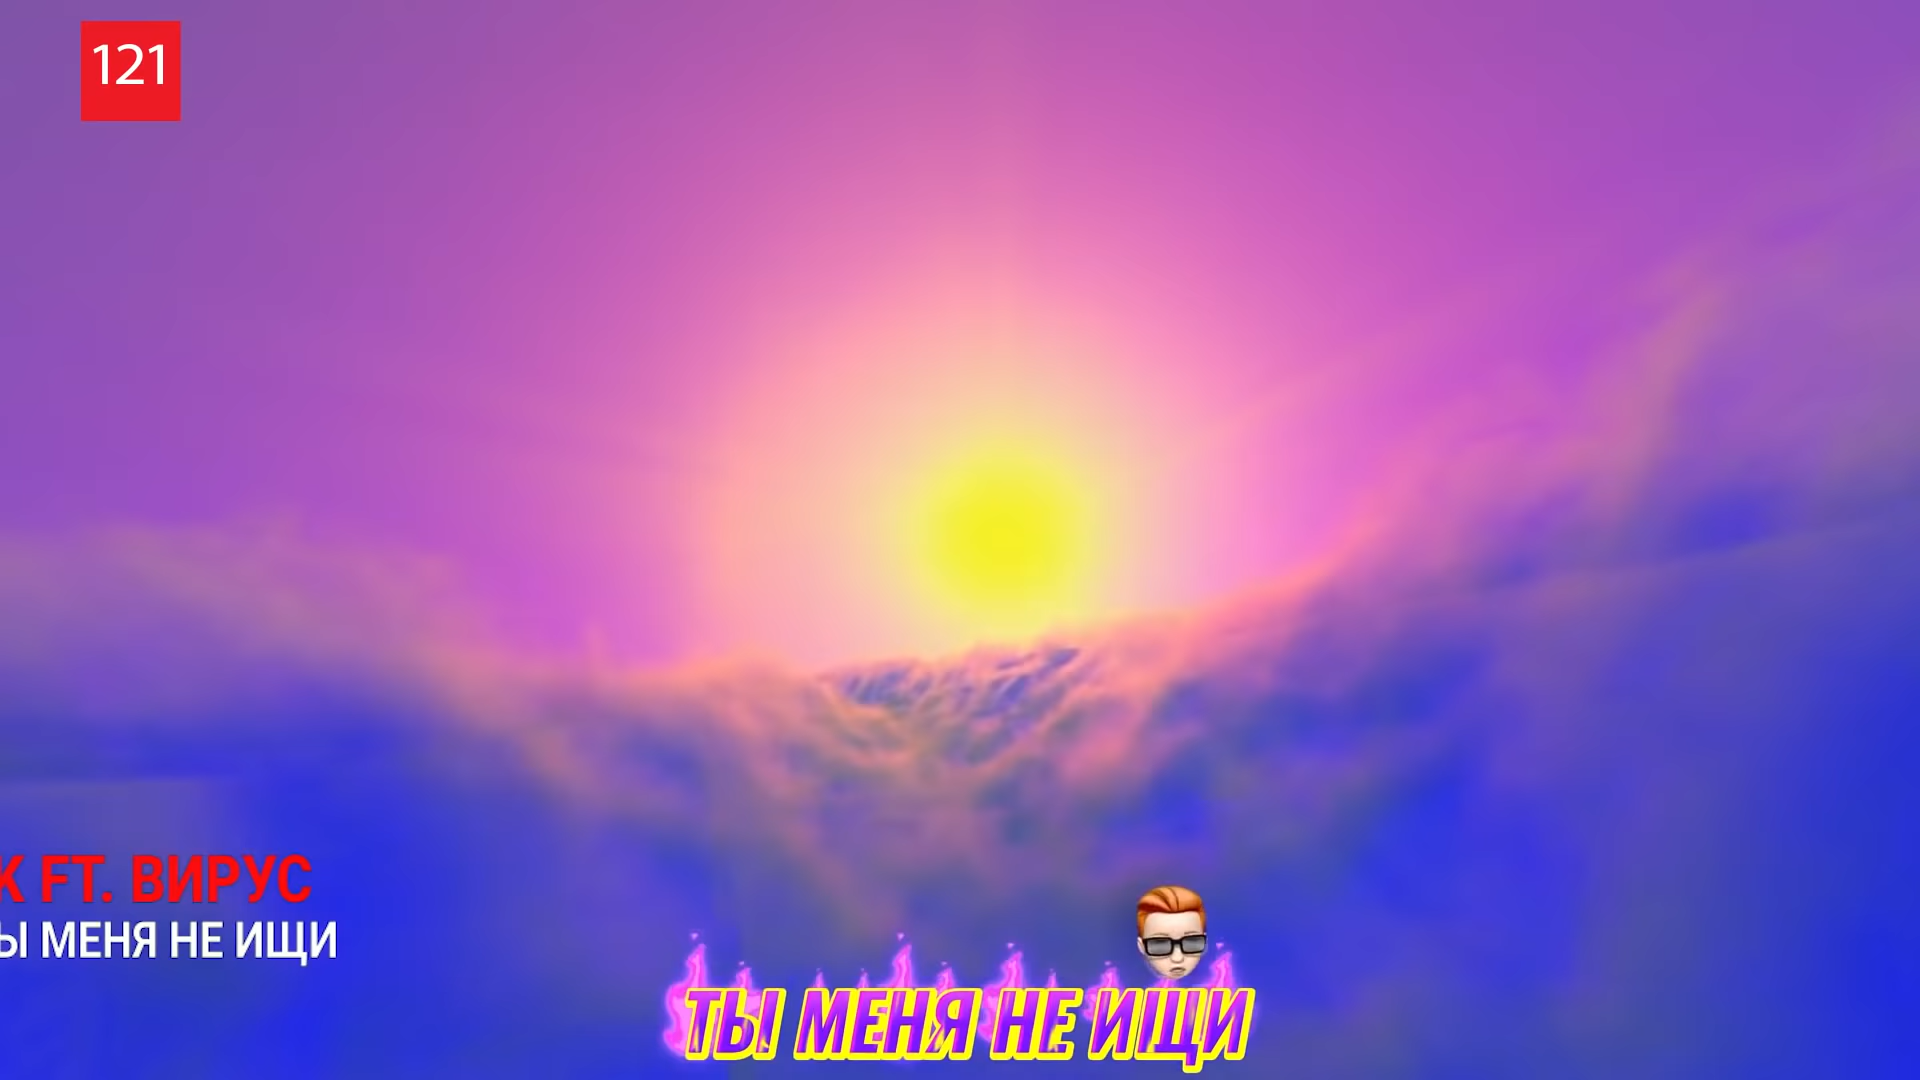 121
K FT. ВИРУС
Ы МЕНЯ НЕ ИЩИ
ТЫ МЕНЯ НЕ ИЩИ